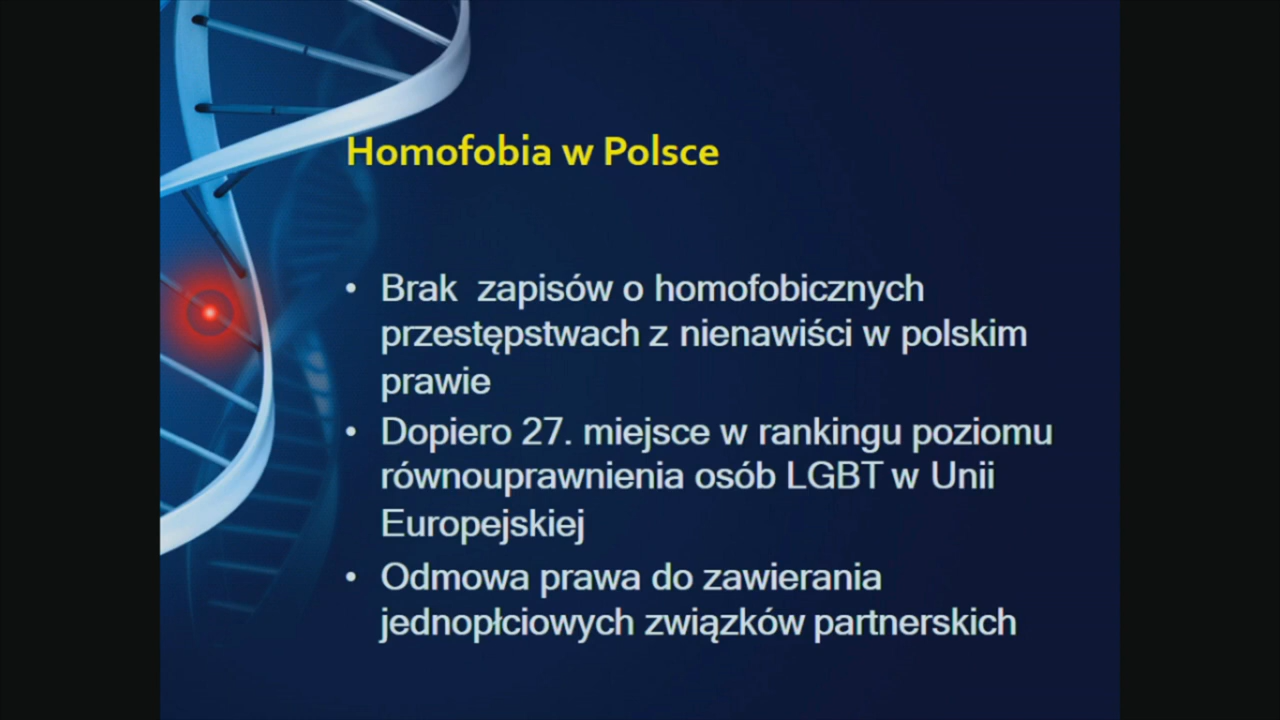 Homofobia w Polsce
• Brak zapisów o homofobicznych
przestępstwach z nienawiści w polskim
prawie
• Dopiero 27. miejsce w rankingu poziomu
równouprawnienia osób LGBT w Unii
Europejskiej
• Odmowa prawa do zawierania
jednopłciowych związków partnerskich